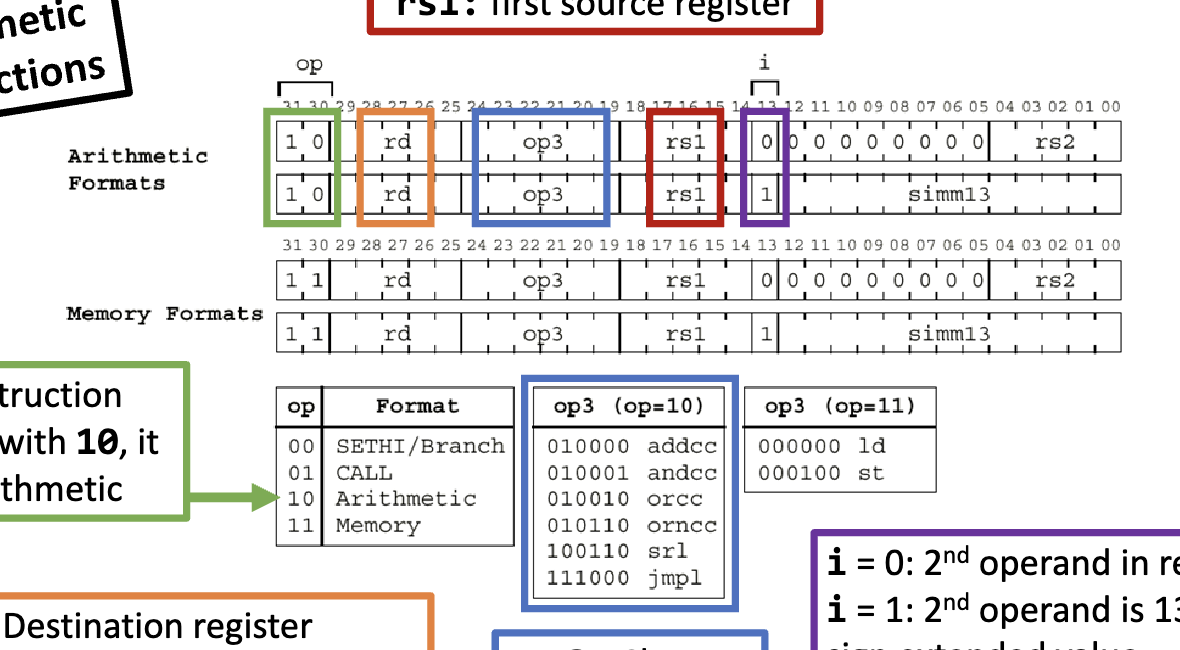 rs1: first source register
ctions
op
i
31 30 29 28 27 26 25 24 23 22 21 20 19 18 17 16 15 14 13 12 11 10 09 08 07 06 05 04 03 02 01 00
Arithmetic
Formats
1 0 rd op3 rs1 0 0 0 0 0 0 0 0 0 rs2
1 0 rd op3 rs1 1 simm13
31 30 29 28 27 26 25 24 23 22 21 20 19 18 17 16 15 14 13 12 11 10 09 08 07 06 05 04 03 02 01 00
Memory Formats
1 1 rd op3 rs1 0 0 0 0 0 0 0 0 0 rs2
1 1 rd op3 rs1 1 simm13
truction
with 10, it
thmetic
op Format
00 SETHI/Branch
01 CALL
10 Arithmetic
11 Memory
op3 (op=10)
010000 addcc
010001 andcc
010010 orcc
010110 orncc
100110 srl
111000 jmpl
op3 (op=11)
000000 ld
000100 st
Destination register
i = 0: 2nd operand in re
i = 1: 2nd operand is 13